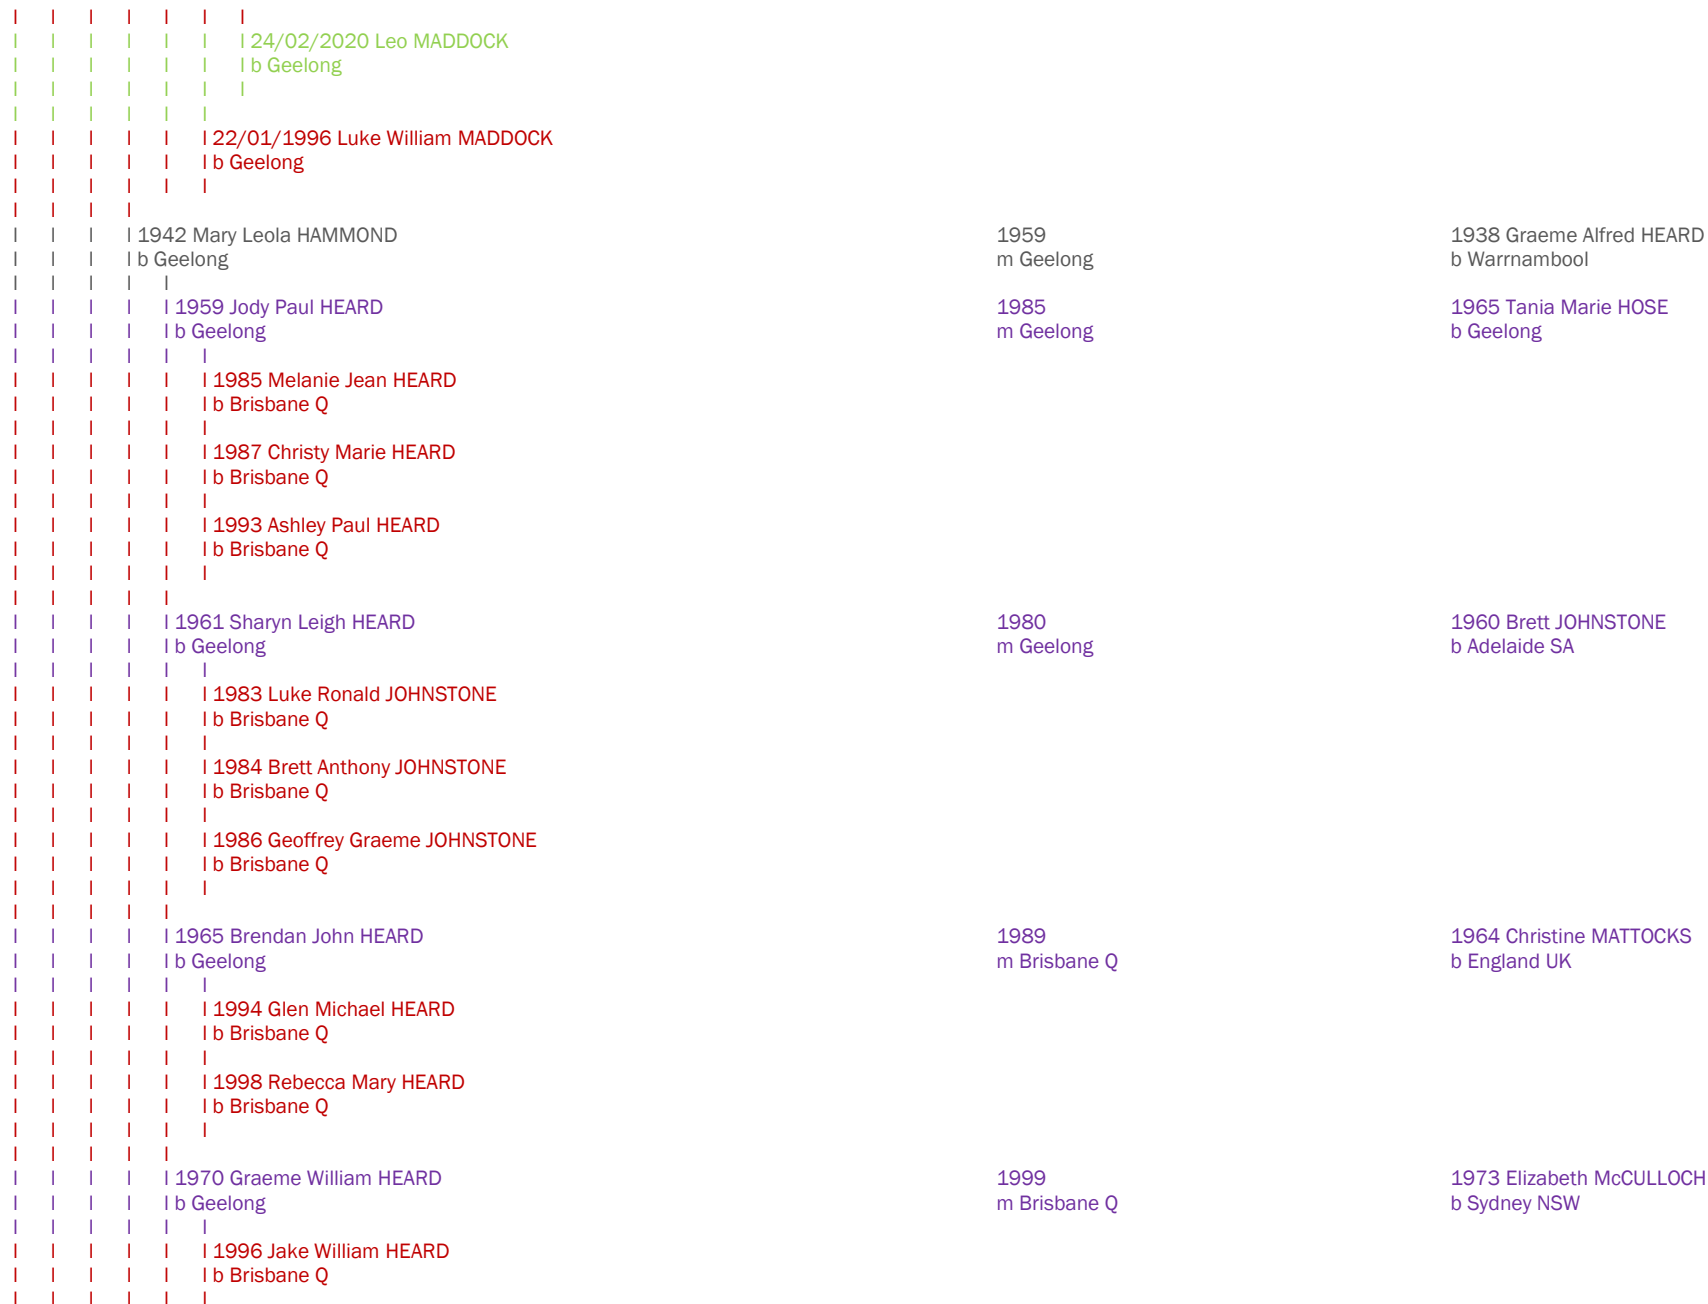 24/02/2020 Leo MADDOCK
b Geelong
22/01/1996 Luke William MADDOCK
b Geelong
1942 Mary Leola HAMMOND 1959 1938 Graeme Alfred HEARD
b Geelong m Geelong b Warrnambool
1959 Jody Paul HEARD 1985 1965 Tania Marie HOSE
b Geelong m Geelong b Geelong
1985 Melanie Jean HEARD
b Brisbane Q
1987 Christy Marie HEARD
b Brisbane Q
1993 Ashley Paul HEARD
b Brisbane Q
1961 Sharyn Leigh HEARD 1980 1960 Brett JOHNSTONE
b Geelong m Geelong b Adelaide SA
1983 Luke Ronald JOHNSTONE
b Brisbane Q
1984 Brett Anthony JOHNSTONE
b Brisbane Q
1986 Geoffrey Graeme JOHNSTONE
b Brisbane Q
1965 Brendan John HEARD 1989 1964 Christine MATTOCKS
b Geelong m Brisbane Q b England UK
1994 Glen Michael HEARD
b Brisbane Q
1998 Rebecca Mary HEARD
b Brisbane Q
1970 Graeme William HEARD 1999 1973 Elizabeth McCULLOCH
b Geelong m Brisbane Q b Sydney NSW
1996 Jake William HEARD
b Brisbane Q